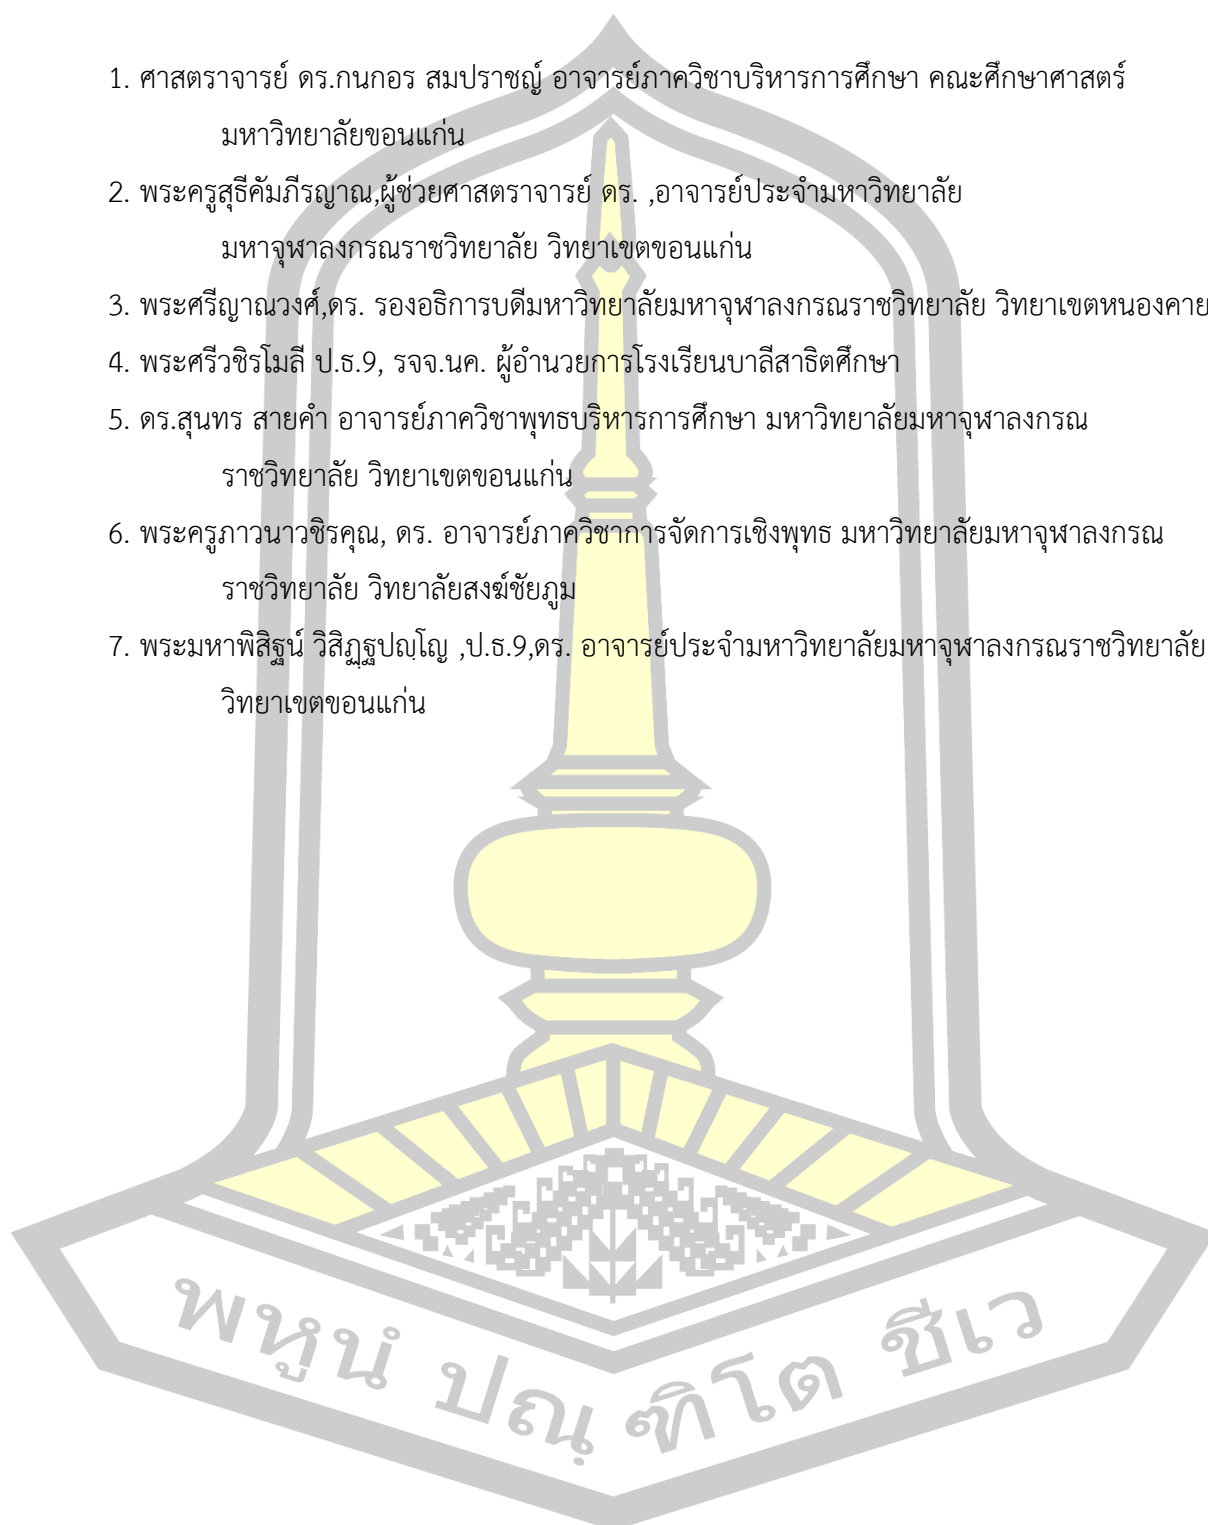 1. ศาสตราจารย์ ดร.กนกอร สมปราชญ์ อาจารย์ภาควิชาบริหารการศึกษา คณะศึกษาศาสตร์
มหาวิทยาลัยขอนแก่น
2. พระครูสุธีคัมภีรญาณ,ผู้ช่วยศาสตราจารย์ ดร. ,อาจารย์ประจำมหาวิทยาลัย
มหาจุฬาลงกรณราชวิทยาลัย วิทยาเขตขอนแก่น
3. พระศรีญาณวงศ์,ดร. รองอธิการบดีมหาวิทยาลัยมหาจุฬาลงกรณราชวิทยาลัย วิทยาเขตหนองคาย
4. พระศรีวชิรโมลี ป.ธ.9, รจจ.นค. ผู้อำนวยการโรงเรียนบาลีสาธิตศึกษา
5. ดร.สุนทร สายคำ อาจารย์ภาควิชาพุทธบริหารการศึกษา มหาวิทยาลัยมหาจุฬาลงกรณ
ราชวิทยาลัย วิทยาเขตขอนแก่น
6. พระครูภาวนาวชิรคุณ, ดร. อาจารย์ภาควิชาการจัดการเชิงพุทธ มหาวิทยาลัยมหาจุฬาลงกรณ
ราชวิทยาลัย วิทยาลัยสงฆ์ชัยภูม
7. พระมหาพิสิฐน์ วิสิฏฺฐปญฺโญ ,ป.ธ.9,ดร. อาจารย์ประจำมหาวิทยาลัยมหาจุฬาลงกรณราชวิทยาลัย
วิทยาเขตขอนแก่น
พหูนํ ปณฺฑิโต ชีเว